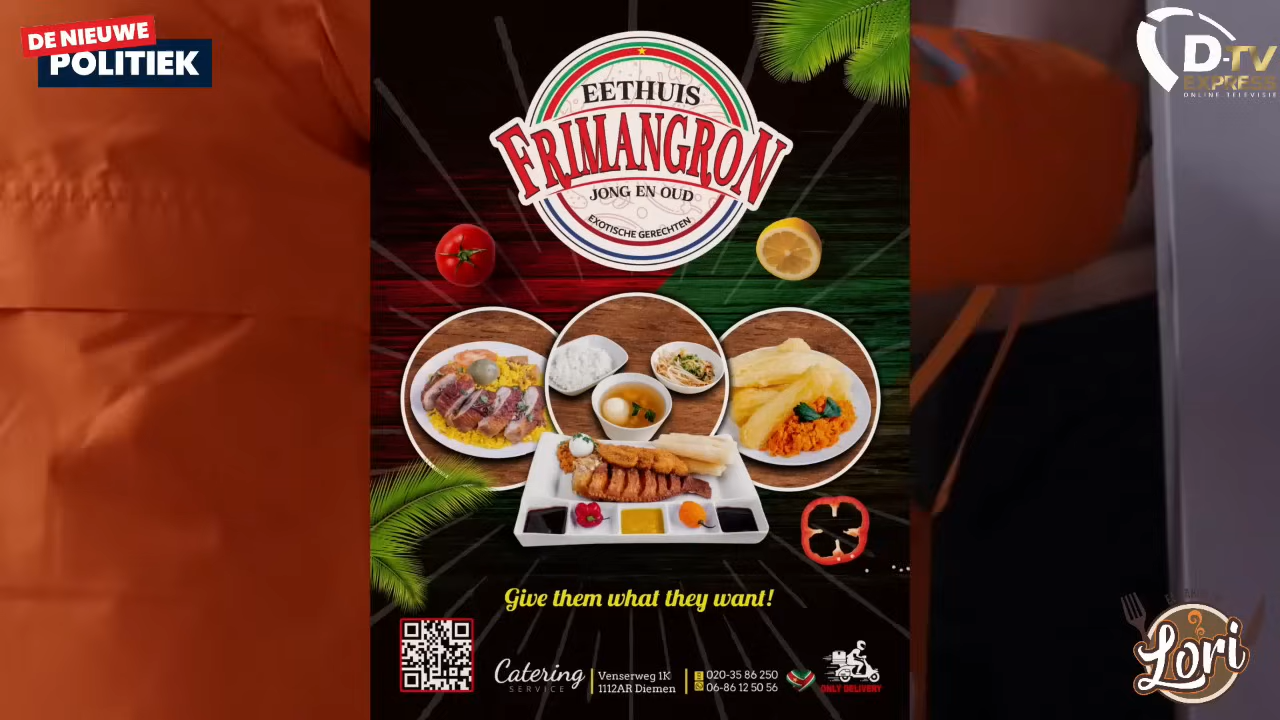 DE NIEUWE
POLITIEK
D-TV
EXPRESS
ONLINE TELEVISIE
EETHUIS
FRIMANGRON
JONG EN OUD
EXOTISCHE GERECHTEN
Give them what they want!
Catering
SERVICE
Venserweg 1K
1112AR Diemen
020-35 86 250
06-86 12 50 56
ONLY DELIVERY
Lori